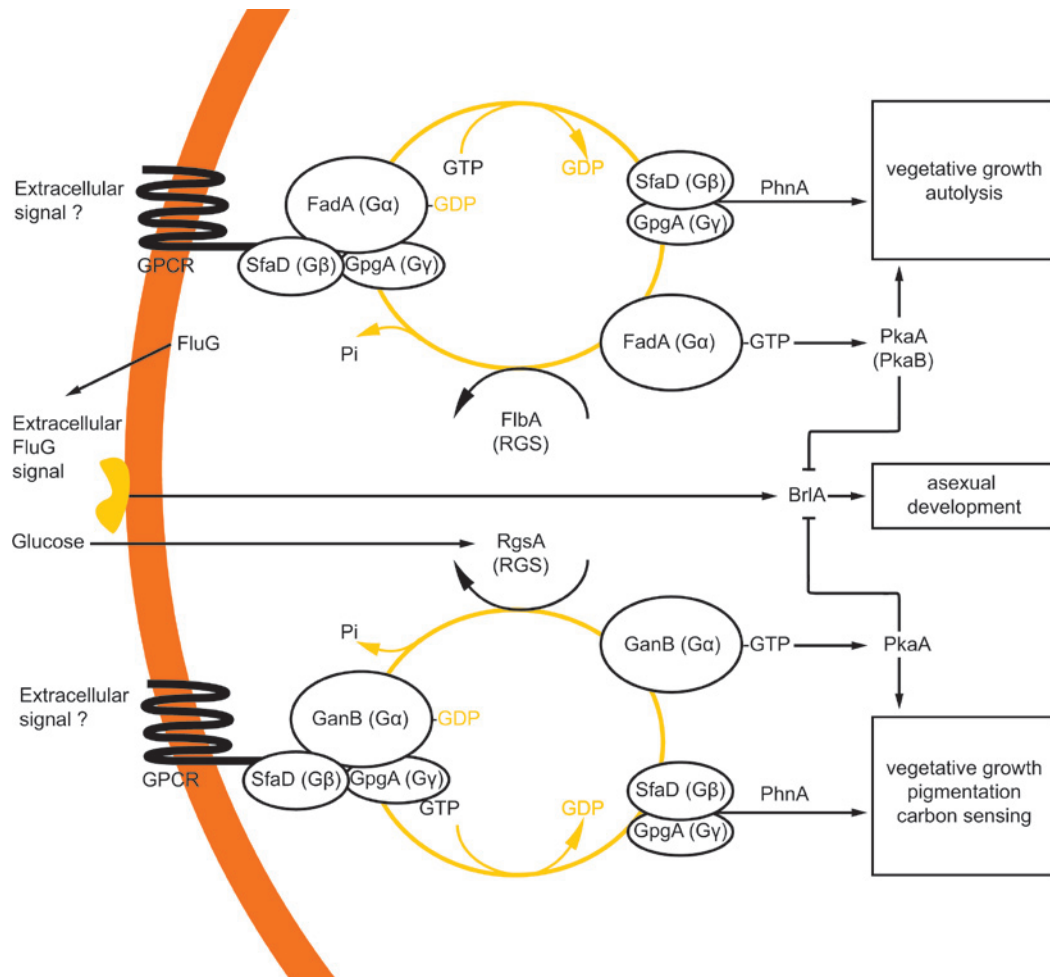 Extracellular
signal ?
GPCR
FadA (Gα)
-GDP
SfaD (Gβ)
GpgA (Gγ)
GTP
GDP
SfaD (Gβ)
GpgA (Gγ)
PhnA
vegetative growth
autolysis
Pi
FadA (Gα)
-GTP
PkaA
(PkaB)
FlbA
(RGS)
FluG
Extracellular
FluG
signal
BrlA
asexual
development
Glucose
RgsA
(RGS)
Pi
GanB (Gα)
-GTP
PkaA
Extracellular
signal ?
GPCR
GanB (Gα)
-GDP
SfaD (Gβ)
GpgA (Gγ)
GTP
GDP
SfaD (Gβ)
GpgA (Gγ)
PhnA
vegetative growth
pigmentation
carbon sensing